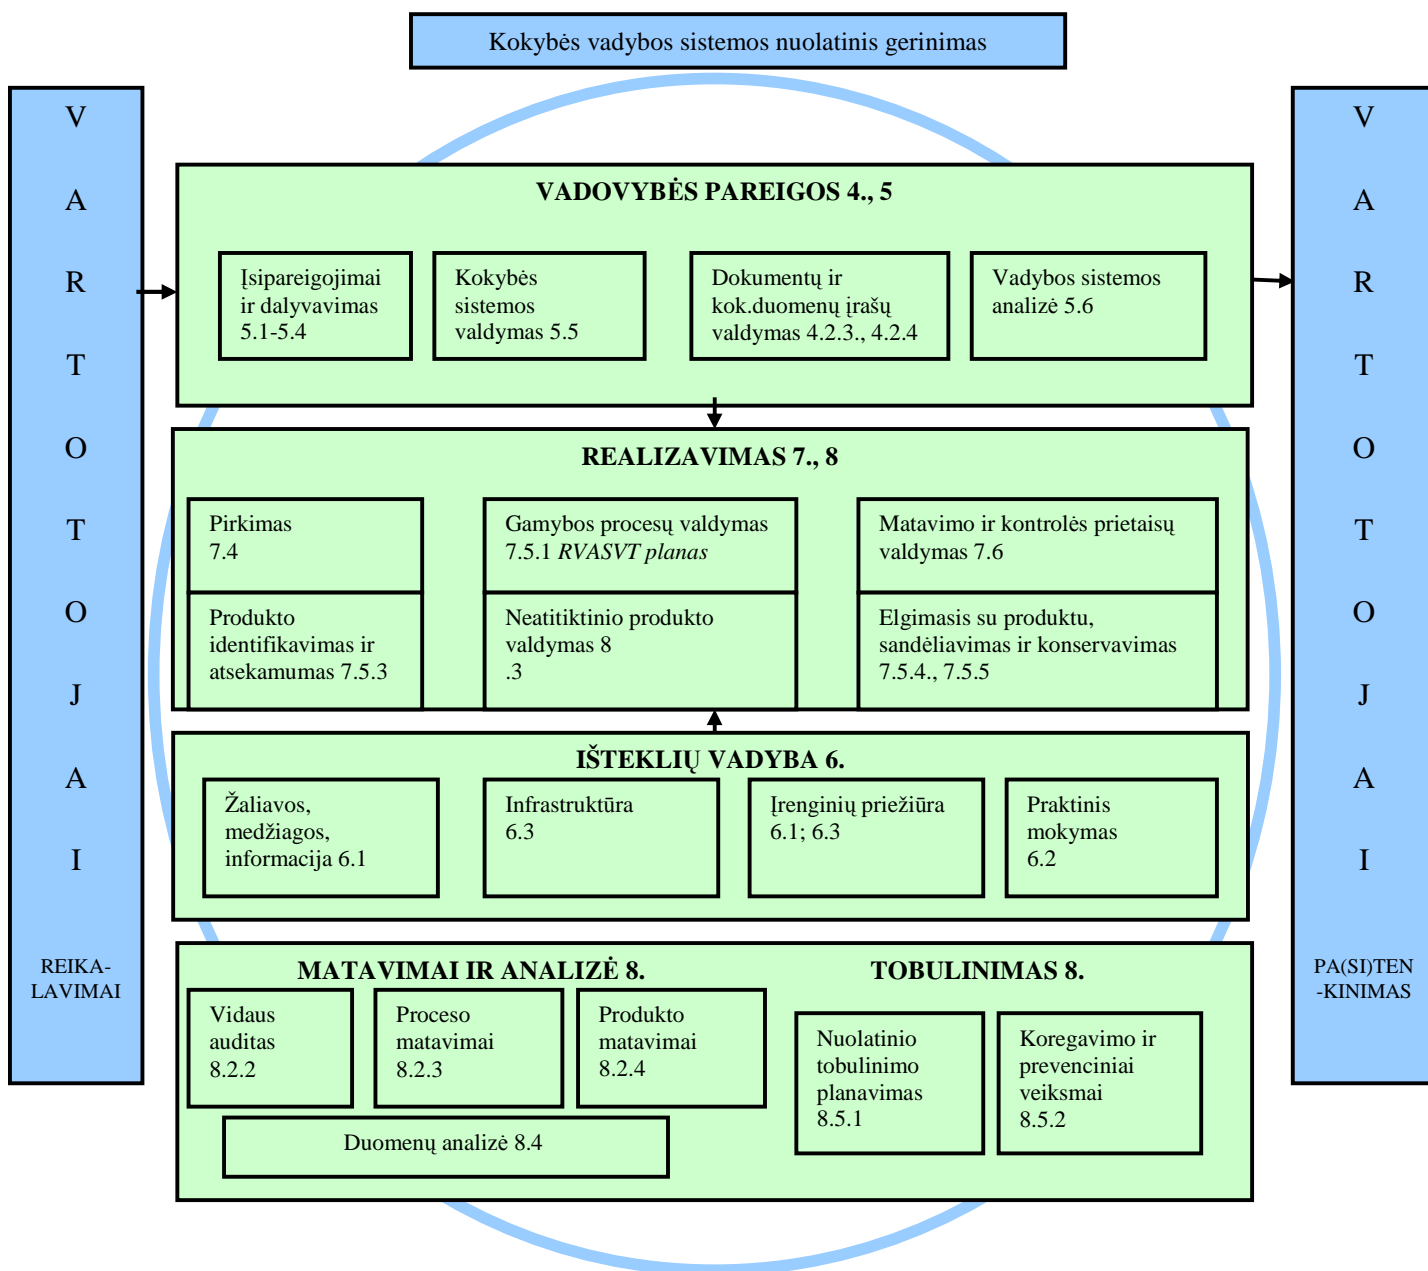 Kokybės vadybos sistemos nuolatinis gerinimas
V
A
R
T
O
T
O
J
A
I
REIKA-
LAVIMAI
VADOVYBĖS PAREIGOS 4., 5
Įsipareigojimai
ir dalyvavimas
5.1-5.4
Kokybės
sistemos
valdymas 5.5
Dokumentų ir
kok.duomenų įrašų
valdymas 4.2.3., 4.2.4
Vadybos sistemos
analizė 5.6
REALIZAVIMAS 7., 8
Pirkimas
7.4
Gamybos procesų valdymas
7.5.1 RVASVT planas
Matavimo ir kontrolės prietaisų
valdymas 7.6
Produkto
identifikavimas ir
atsekamumas 7.5.3
Neatitiktinio produkto
valdymas 8
.3
Elgimasis su produktu,
sandėliavimas ir konservavimas
7.5.4., 7.5.5
IŠTEKLIŲ VADYBA 6.
Žaliavos,
medžiagos,
informacija 6.1
Infrastruktūra
6.3
Įrenginių priežiūra
6.1; 6.3
Praktinis
mokymas
6.2
MATAVIMAI IR ANALIZĖ 8.
Vidaus
auditas
8.2.2
Proceso
matavimai
8.2.3
Produkto
matavimai
8.2.4
Duomenų analizė 8.4
TOBULINIMAS 8.
Nuolatinio
tobulinimo
planavimas
8.5.1
Koregavimo ir
prevenciniai
veiksmai
8.5.2
V
A
R
T
O
T
O
J
A
I
PA(SI)TEN
-KINIMAS